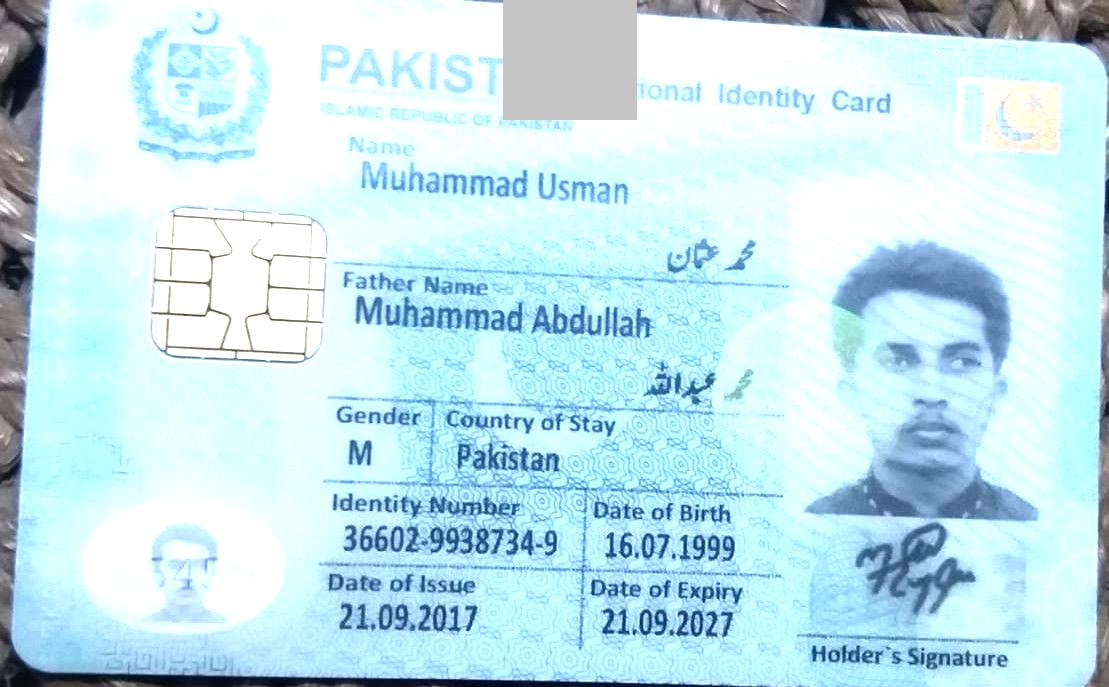 PAKIST
ional Identity Card
ISLAMIC REPUBLIC OF PAKISTAN
Name
Muhammad Usman
محمد عثمان
Father Name
Muhammad Abdullah
محمد عبداللہ
Gender Country of Stay
M Pakistan
Identity Number Date of Birth
36602-9938734-9 16.07.1999
Date of Issue Date of Expiry
21.09.2017 21.09.2027
Holder`s Signature